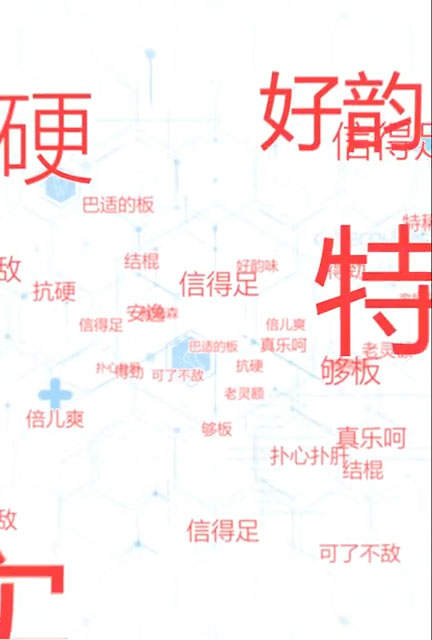 硬
好韵
信得足
巴适的板
特
敌
结棍
好韵味
信得足
抗硬
安逸
信得足
倍儿爽
真乐呵
巴适的板
老灵额
够板
抗硬
得劲
可了不敌
老灵额
倍儿爽
够板
真乐呵
扑心扑肝
结棍
敌
信得足
可了不敌